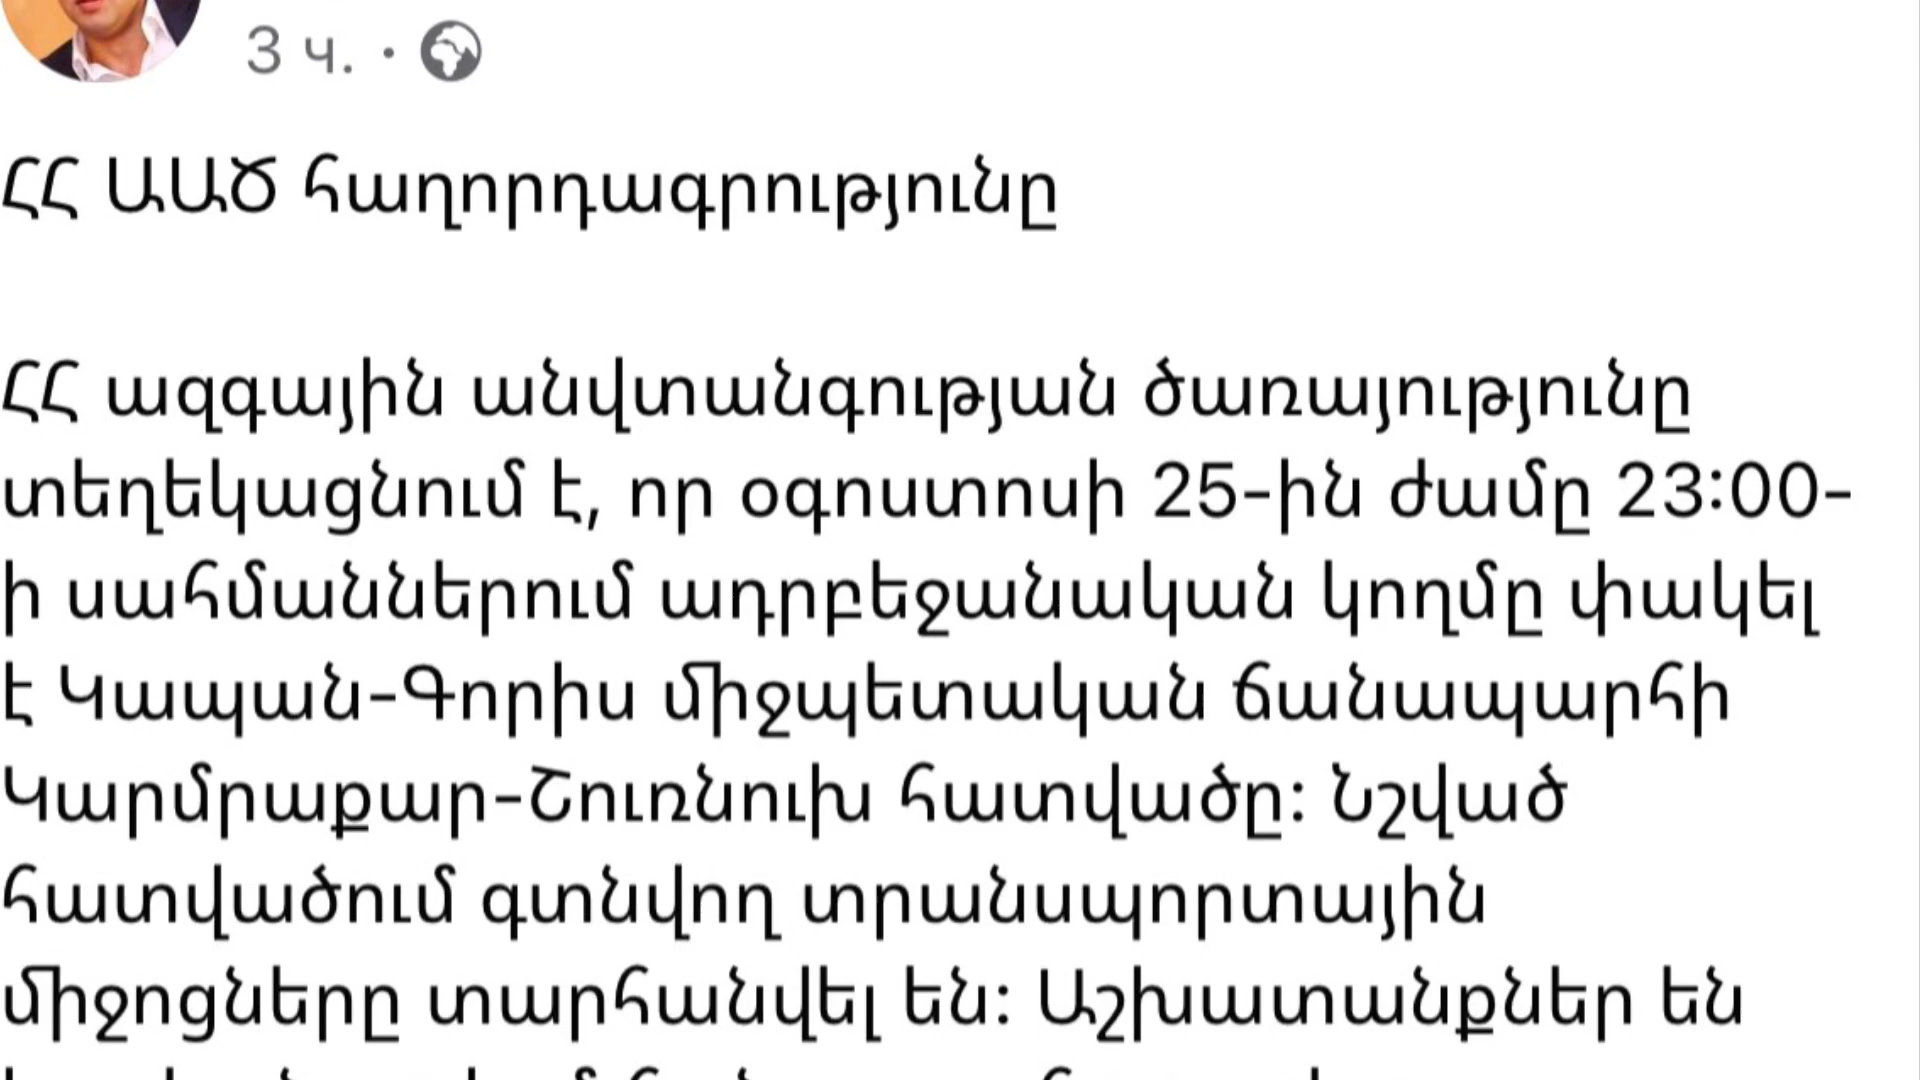 3 ч. ·
ՀՀ ԱԱԾ հաղորդագրությունը
ՀՀ ազգային անվտանգության ծառայությունը
տեղեկացնում է, որ օգոստոսի 25-ին ժամը 23:00-
ի սահմաններում ադրբեջանական կողմը փակել
է Կապան-Գորիս միջպետական ճանապարհի
Կարմրաքար-Շուռնուխ հատվածը: Նշված
հատվածում գտնվող տրանսպորտային
միջոցները տարհանվել են: Աշխատանքներ են